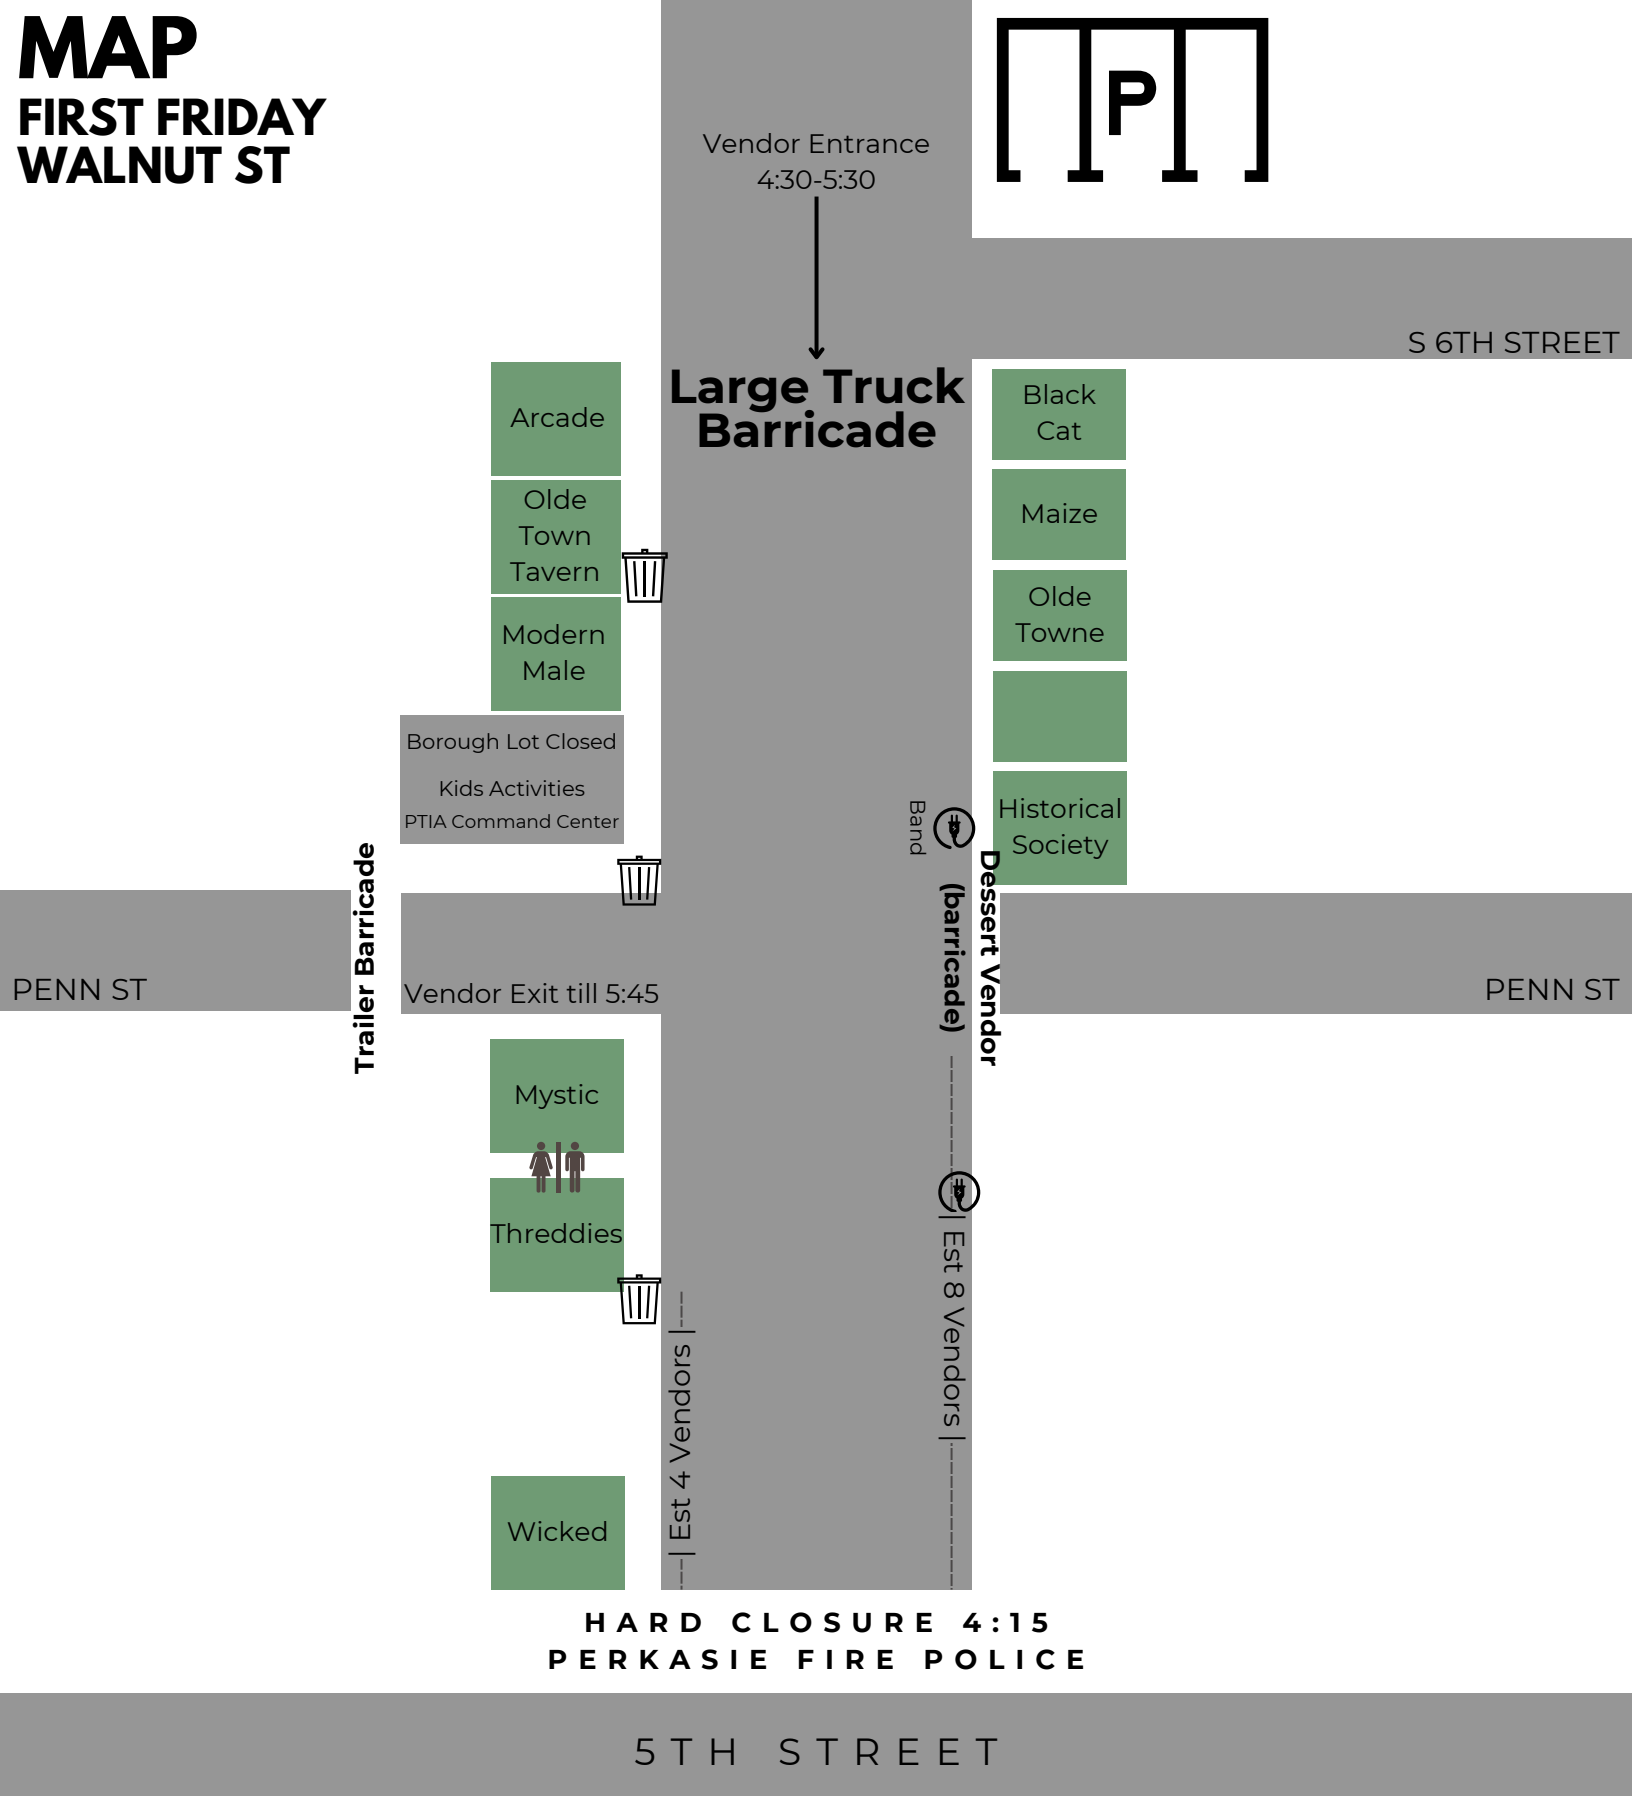 MAP
FIRST FRIDAY
WALNUT ST
P
Vendor Entrance
4:30-5:30
S 6TH STREET
Large Truck
Barricade
Arcade
Olde
Town
Tavern
Modern
Male
Borough Lot Closed
Kids Activities
PTIA Command Center
Black
Cat
Maize
Olde
Towne
Historical
Society
Band
Dessert Vendor
(barricade)
Trailer Barricade
PENN ST
Vendor Exit till 5:45
PENN ST
Mystic
Threddies
Wicked
-----| Est 4 Vendors |-----
| Est 8 Vendors |
HARD CLOSURE 4:15
PERKASIE FIRE POLICE
5TH STREET